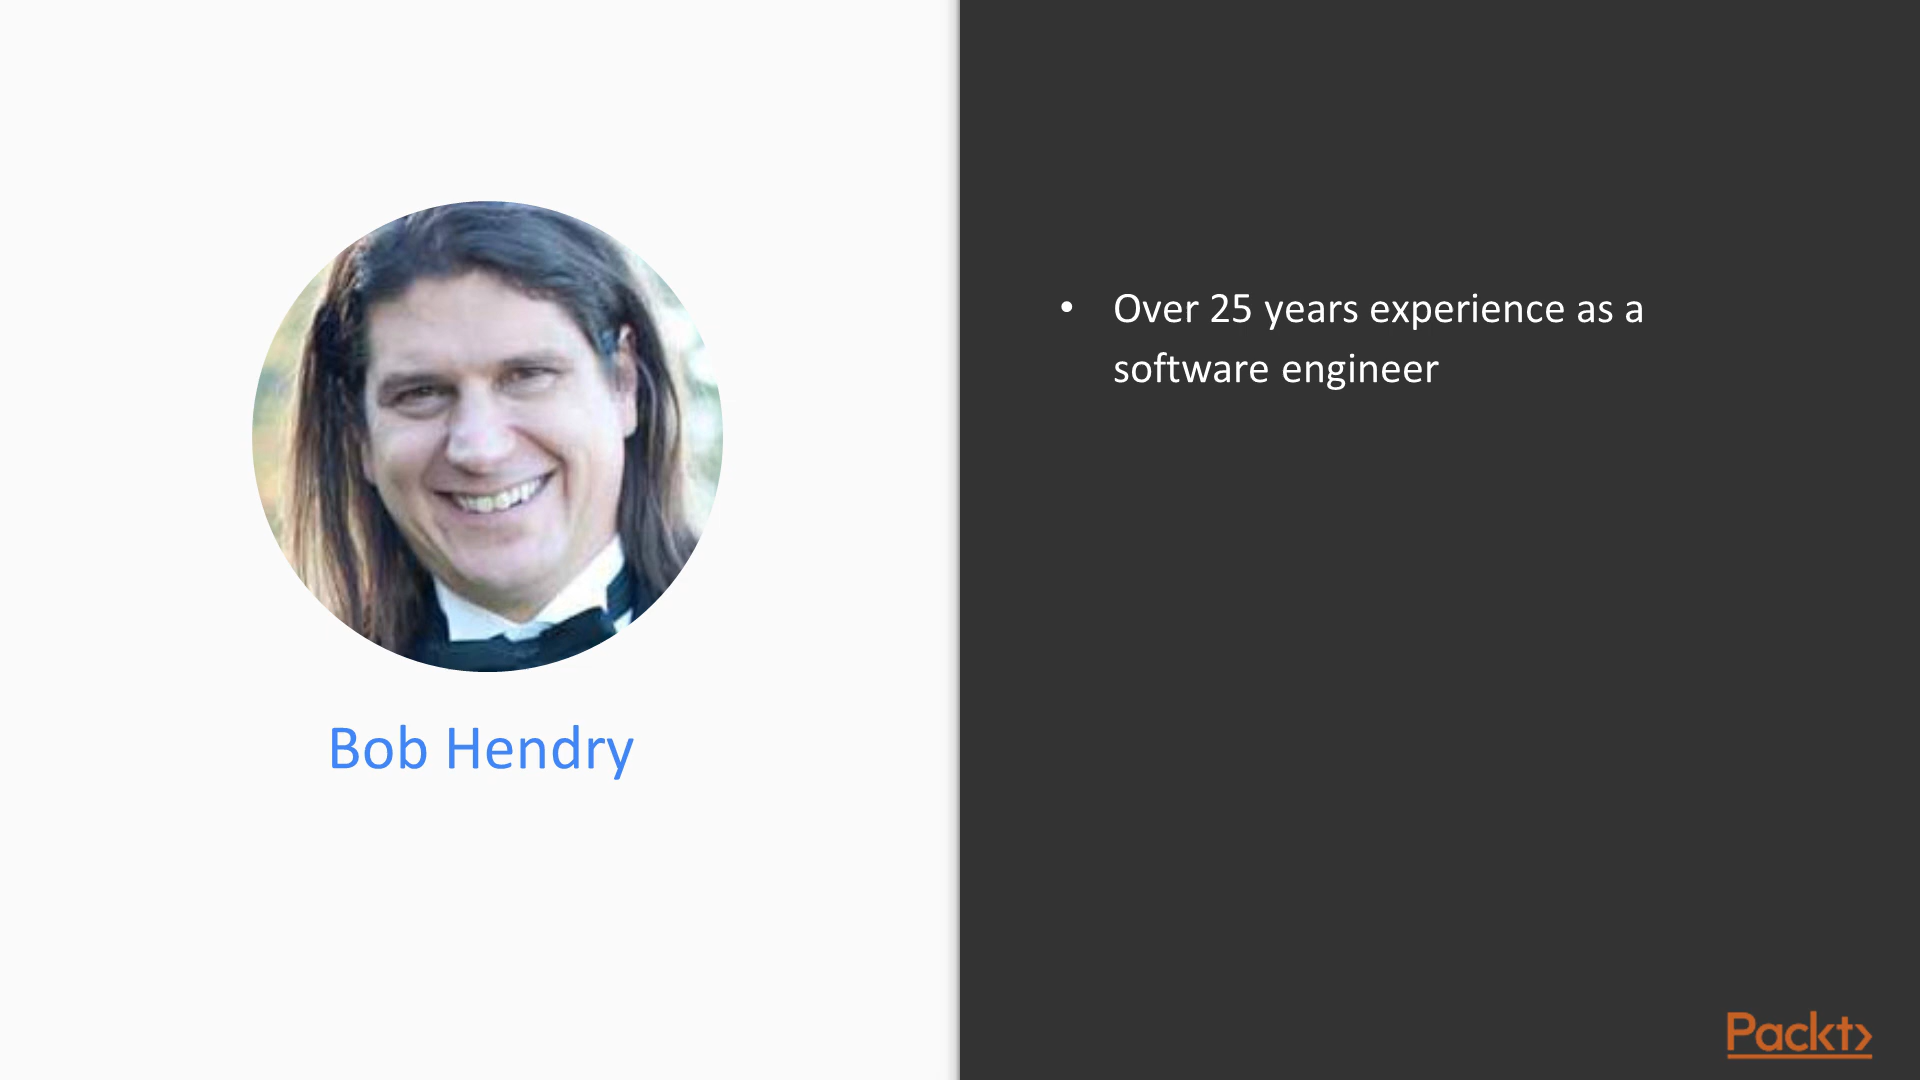 Bob Hendry
• Over 25 years experience as a
software engineer
Packt>